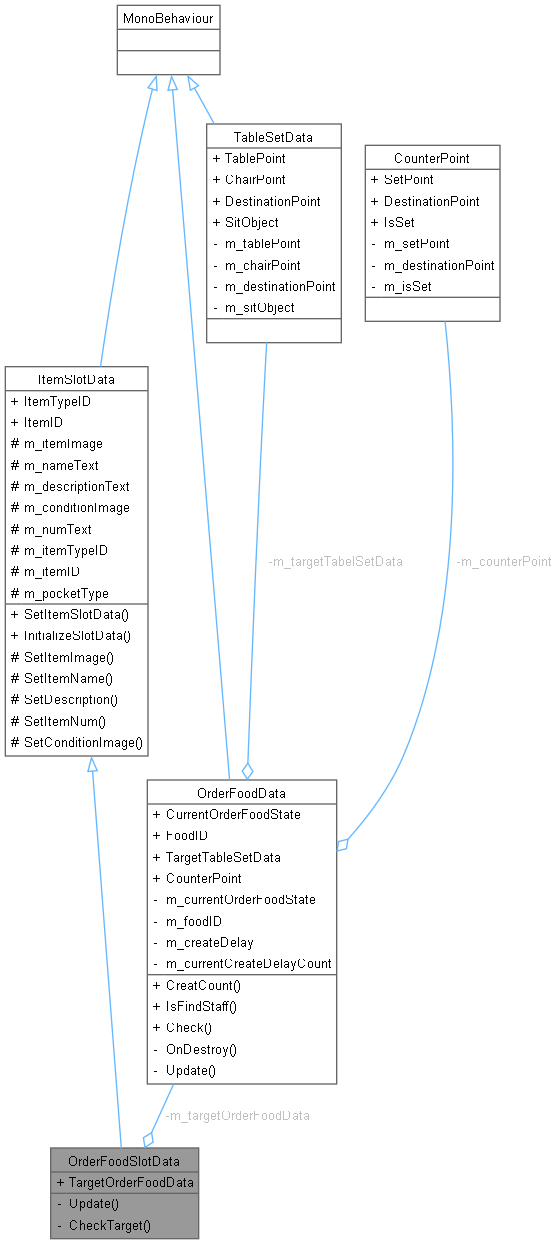 MonoBehaviour
TableSetData
+ TablePoint
+ ChairPoint
+ DestinationPoint
+ SitObject
- m_tablePoint
- m_chairPoint
- m_destinationPoint
- m_sitObject
CounterPoint
+ SetPoint
+ DestinationPoint
+ IsSet
- m_setPoint
- m_destinationPoint
- m_isSet
ItemSlotData
+ ItemTypeID
+ ItemID
# m_itemImage
# m_nameText
# m_descriptionText
# m_conditionImage
# m_numText
# m_itemTypeID
# m_itemID
# m_pocketType
+ SetItemSlotData()
+ InitializeSlotData()
# SetItemImage()
# SetItemName()
# SetDescription()
# SetItemNum()
# SetConditionImage()
-m_targetTabelSetData
-m_counterPoint
OrderFoodData
+ CurrentOrderFoodState
+ FoodID
+ TargetTableSetData
+ CounterPoint
- m_currentOrderFoodState
- m_foodID
- m_createDelay
- m_currentCreateDelayCount
+ CreatCount()
+ IsFindStaff()
+ Check()
- OnDestroy()
- Update()
-m_targetOrderFoodData
OrderFoodSlotData
+ TargetOrderFoodData
- Update()
- CheckTarget()